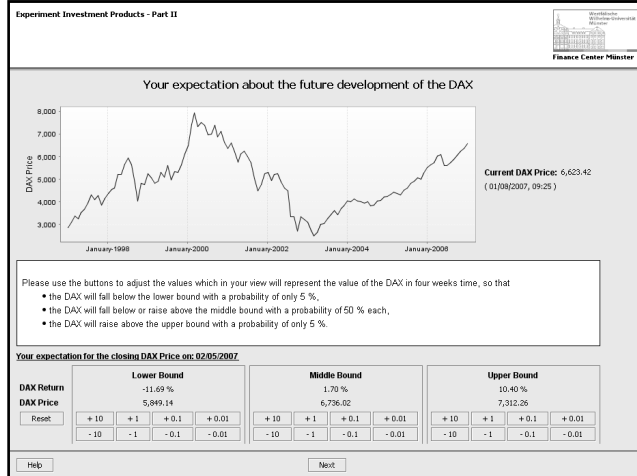 Experiment Investment Products - Part II
Westfälische
Wilhelms-Universität
Münster
Finance Center Münster
Your expectation about the future development of the DAX
8,000
7,000
6,000
5,000
4,000
3,000
DAX Price
January-1998 January-2000 January-2002 January-2004 January-2006
Current DAX Price: 6,623.42
( 01/08/2007, 09:25 )
Please use the buttons to adjust the values which in your view will represent the value of the DAX in four weeks time, so that
• the DAX will fall below the lower bound with a probability of only 5 %,
• the DAX will fall below or raise above the middle bound with a probability of 50 % each,
• the DAX will raise above the upper bound with a probability of only 5 %.
Your expectation for the closing DAX Price on: 02/05/2007
Lower Bound Middle Bound Upper Bound
DAX Return -11.69 % 1.70 % 10.40 %
DAX Price 5,849.14 6,736.02 7,312.26
Reset + 10 + 1 + 0.1 + 0.01 + 10 + 1 + 0.1 + 0.01 + 10 + 1 + 0.1 + 0.01
- 10 - 1 - 0.1 - 0.01 - 10 - 1 - 0.1 - 0.01 - 10 - 1 - 0.1 - 0.01
Help Next